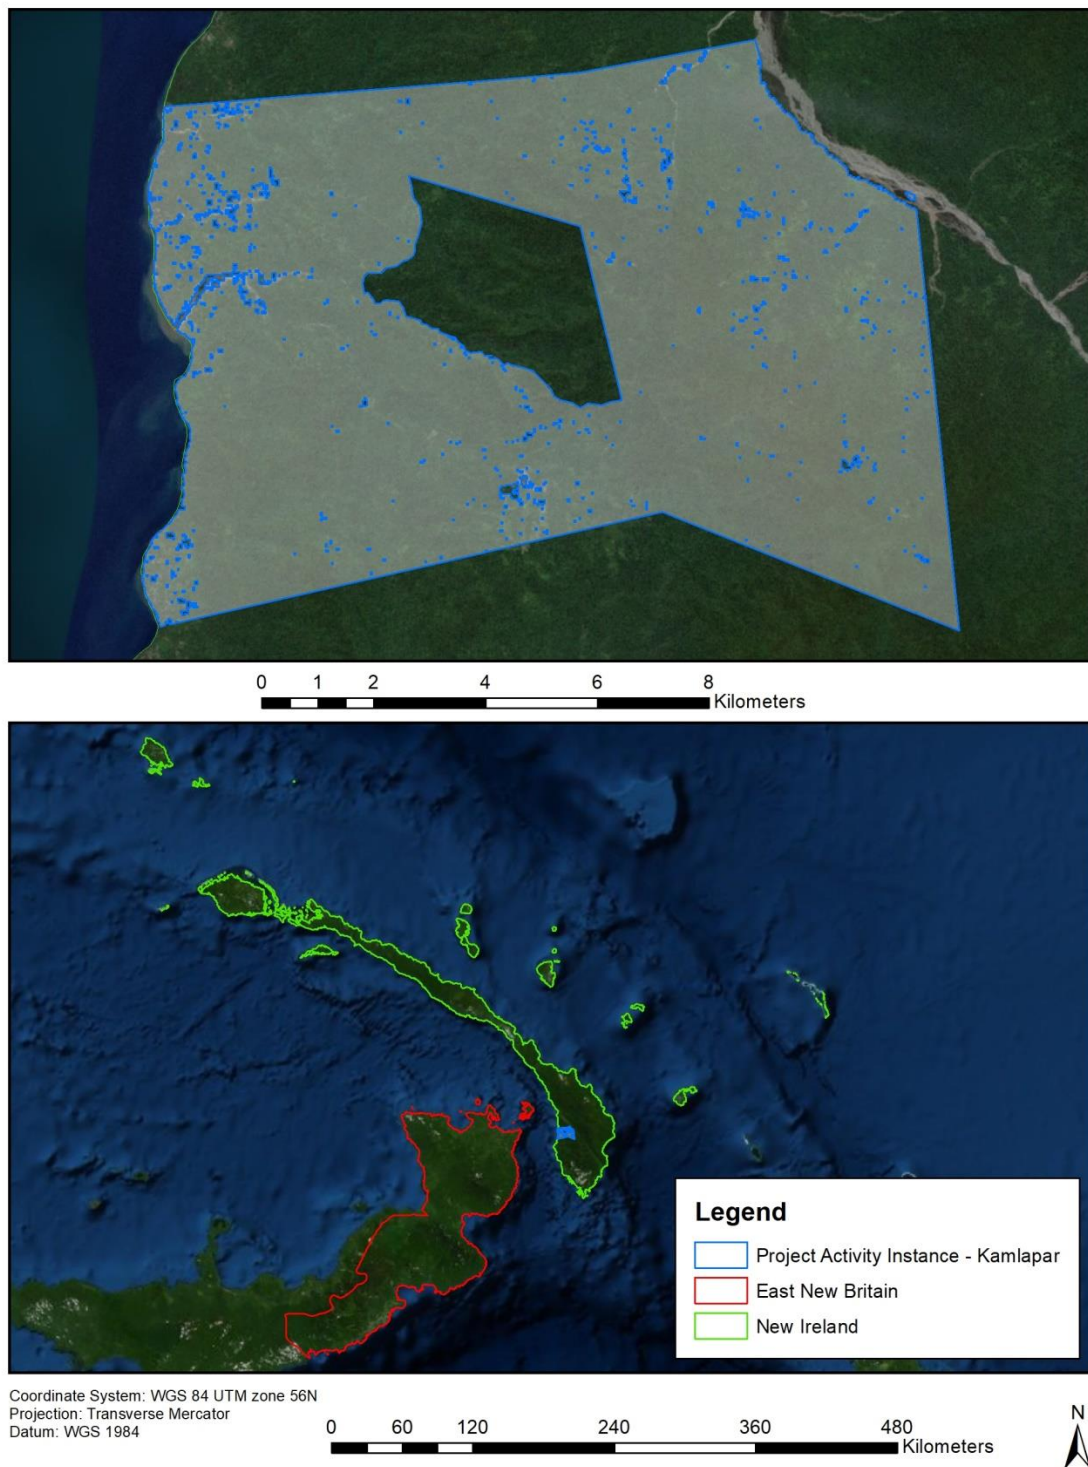 0 1 2 4 6 8
Kilometers
Legend
Project Activity Instance - Kamlapar
East New Britain
New Ireland
Coordinate System: WGS 84 UTM zone 56N
Projection: Transverse Mercator
Datum: WGS 1984
0 60 120 240 360 480
Kilometers
N